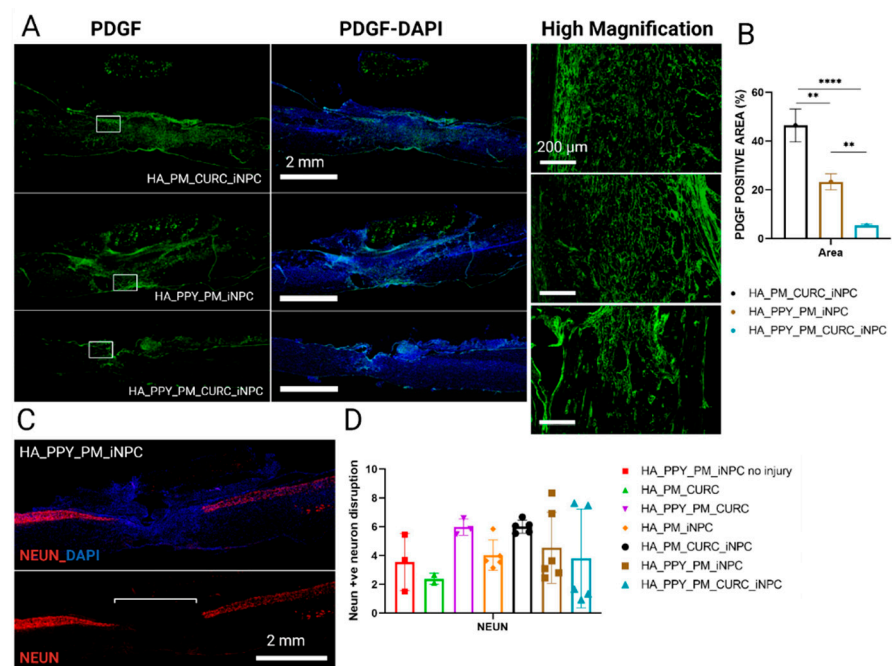 A
PDGF
PDGF-DAPI
High Magnification
HA_PM_CURC_iNPC
2 mm
200 µm
HA_PPY_PM_iNPC
HA_PPY_PM_CURC_iNPC
B
PDGF POSITIVE AREA (%)
60
40
20
0
****
**
**
Area
HA_PM_CURC_iNPC
HA_PPY_PM_iNPC
HA_PPY_PM_CURC_iNPC
C
HA_PPY_PM_iNPC
NEUN_DAPI
NEUN
2 mm
D
Neun +ve neuron disruption
10
8
6
4
2
0
NEUN
HA_PPY_PM_iNPC no injury
HA_PM_CURC
HA_PPY_PM_CURC
HA_PM_iNPC
HA_PM_CURC_iNPC
HA_PPY_PM_iNPC
HA_PPY_PM_CURC_iNPC